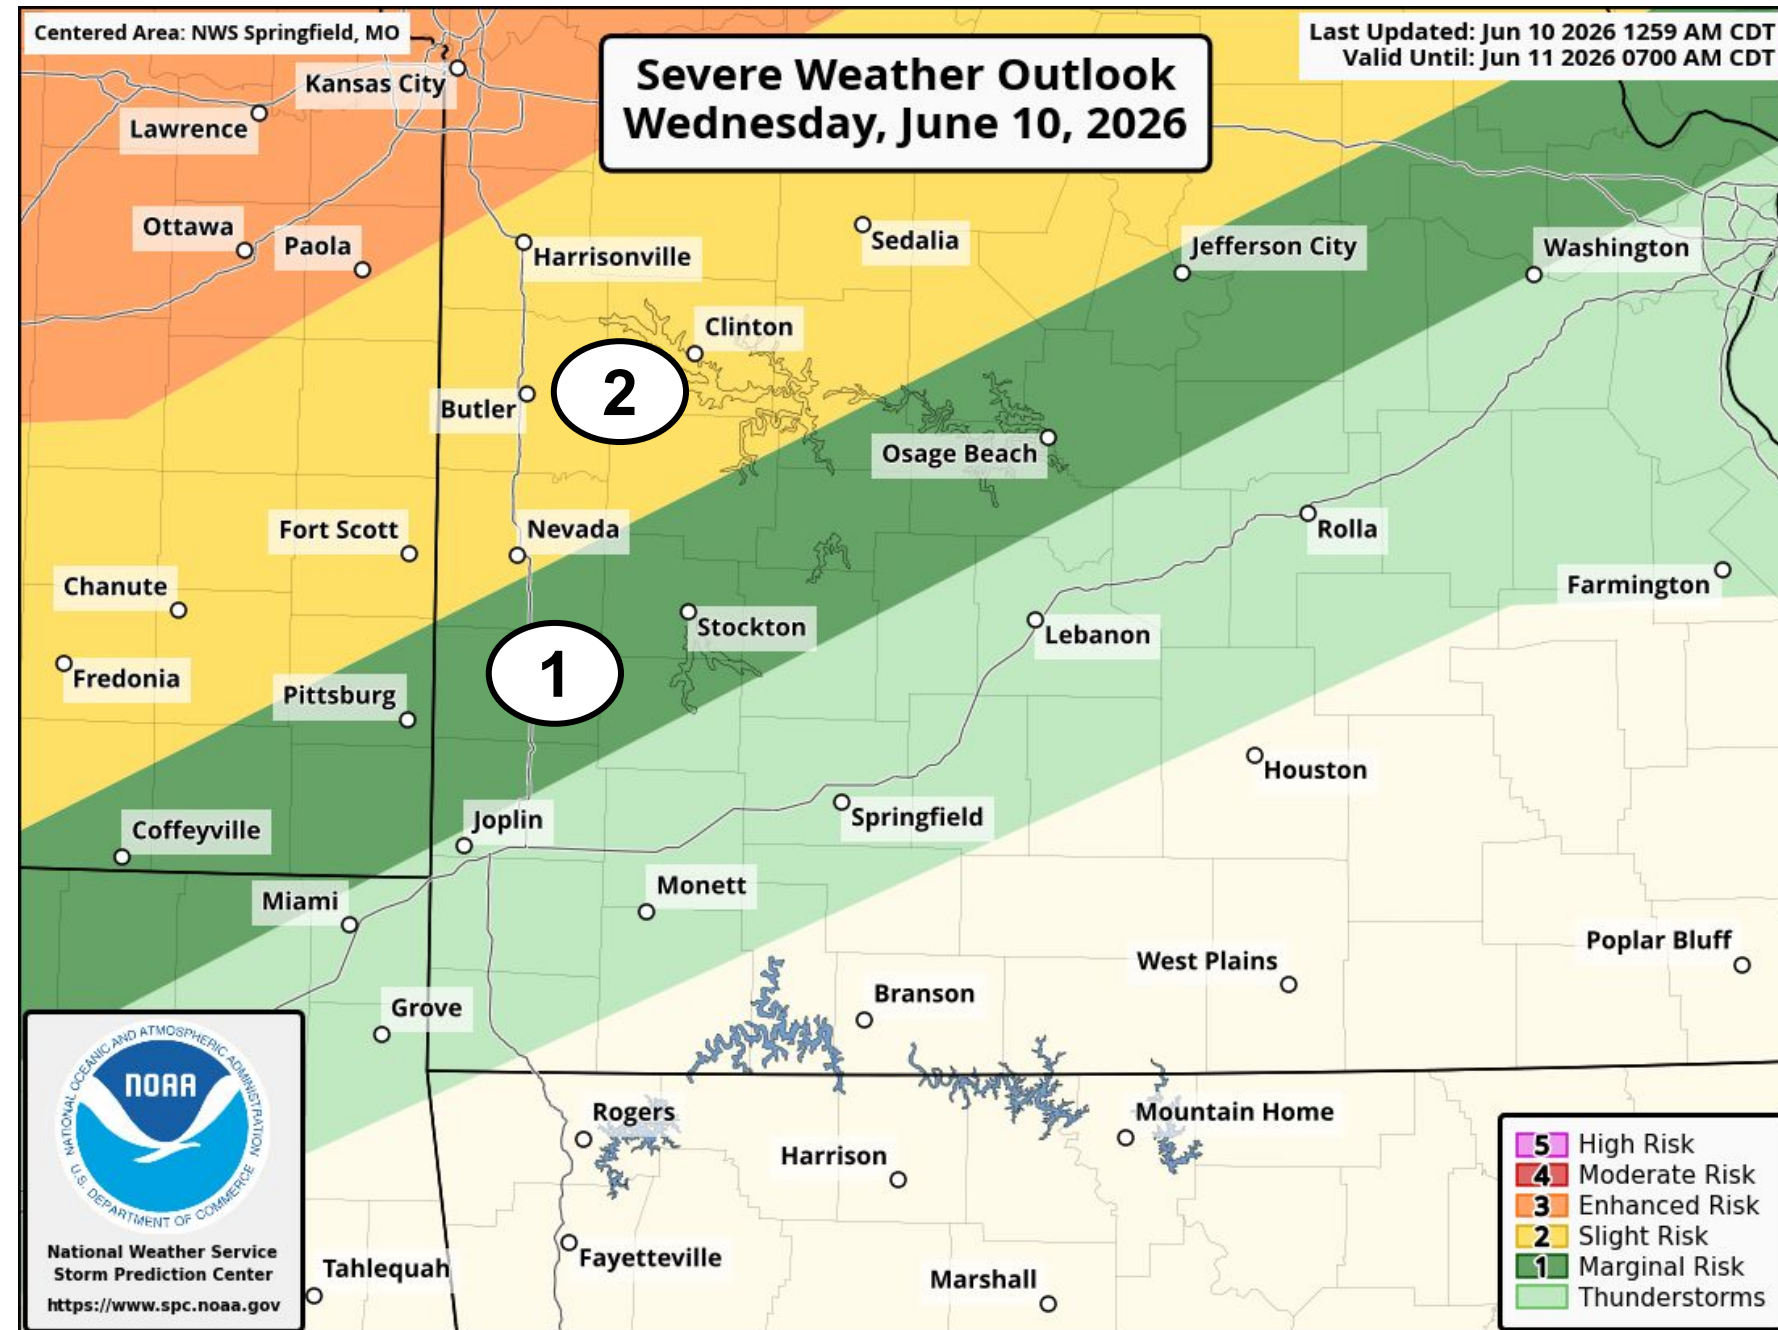 Centered Area: NWS Springfield, MO
Last Updated: Jun 10 2026 1259 AM CDT
Valid Until: Jun 11 2026 0700 AM CDT
Severe Weather Outlook
Wednesday, June 10, 2026
Kansas City
Lawrence
Ottawa
Paola
Harrisonville
Sedalia
Jefferson City
Washington
Clinton
Butler
2
Osage Beach
Fort Scott
Nevada
Rolla
Chanute
Farmington
Stockton
Lebanon
Fredonia
1
Pittsburg
Houston
Coffeyville
Joplin
Springfield
Miami
Monett
Poplar Bluff
West Plains
Branson
Grove
Rogers
Mountain Home
Harrison
Fayetteville
Tahlequah
Marshall
NATIONAL OCEANIC AND ATMOSPHERIC ADMINISTRATION
NOAA
U.S. DEPARTMENT OF COMMERCE
National Weather Service
Storm Prediction Center
https://www.spc.noaa.gov
5 High Risk
4 Moderate Risk
3 Enhanced Risk
2 Slight Risk
1 Marginal Risk
Thunderstorms